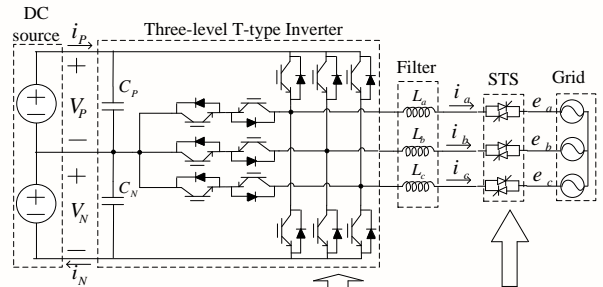 DC source
Three-level T-type Inverter
Filter
STS
Grid
i_P
+
V_P
−
C_P
+
V_N
−
C_N
i_N
L_a
i_a
e_a
L_b
i_b
e_b
L_c
i_c
e_c